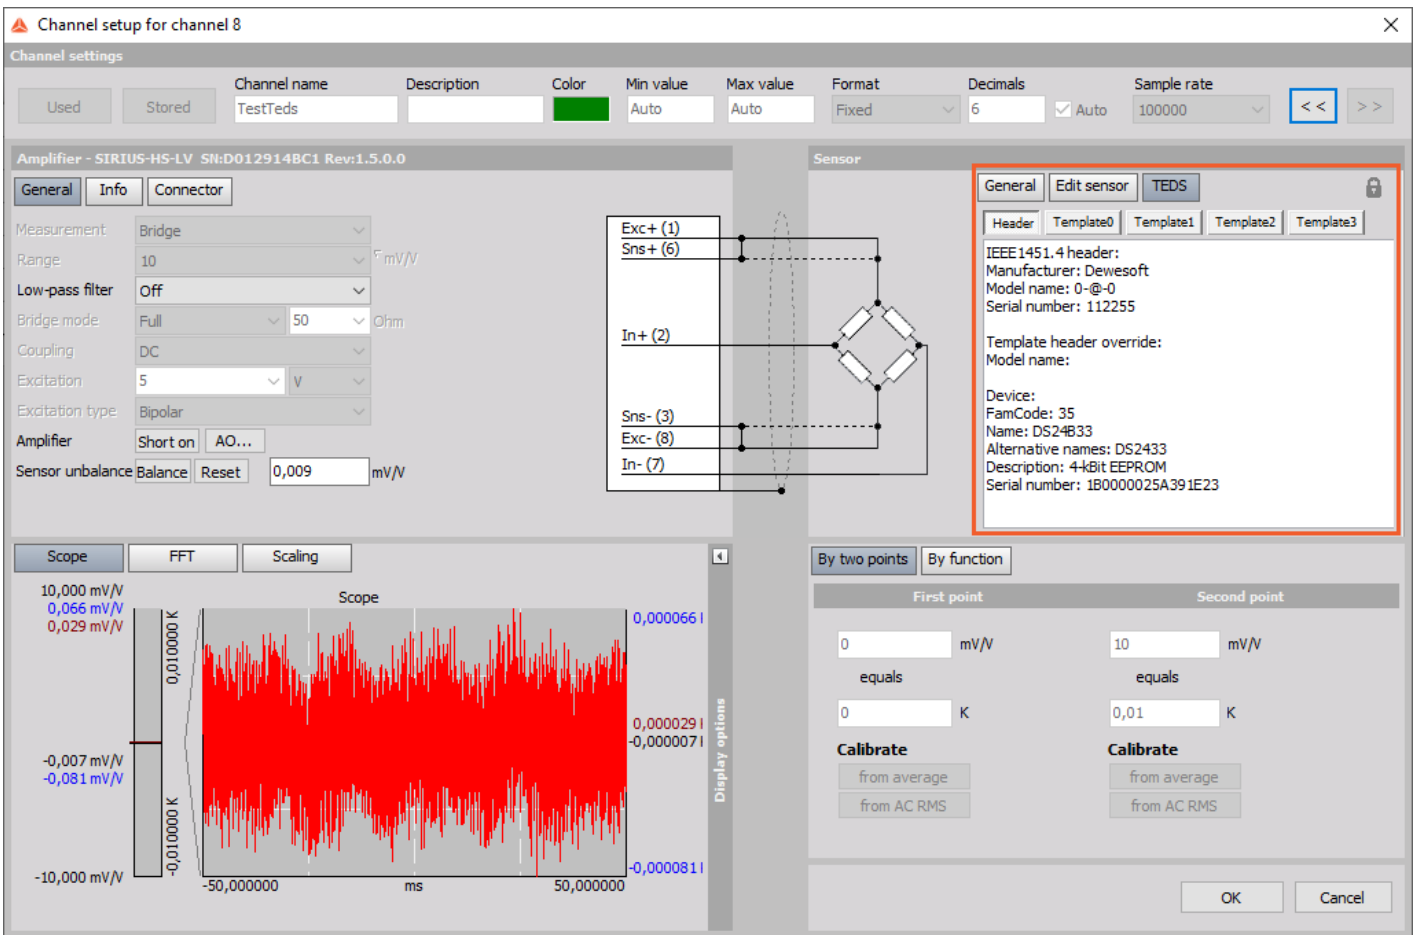 Channel setup for channel 8
Channel settings
Used
Stored
Channel name
TestTeds
Description
Color
Min value
Auto
Max value
Auto
Format
Fixed
Decimals
6
Auto
Sample rate
100000
<<
>>
Amplifier - SIRIUS-HS-LV SN:D012914BC1 Rev:1.5.0.0
General
Info
Connector
Measurement
Bridge
Range
10
mV/V
Low-pass filter
Off
Bridge mode
Full
50
Ohm
Coupling
DC
Excitation
5
V
Excitation type
Bipolar
Amplifier
Short on
AO...
Sensor unbalance
Balance
Reset
0,009
mV/V
Exc+ (1)
Sns+ (6)
In+ (2)
Sns- (3)
Exc- (8)
In- (7)
Sensor
General
Edit sensor
TEDS
Header
Template0
Template1
Template2
Template3
IEEE1451.4 header:
Manufacturer: Dewesoft
Model name: 0-@-0
Serial number: 112255
Template header override:
Model name:
Device:
FamCode: 35
Name: DS24B33
Alternative names: DS2433
Description: 4-kBit EEPROM
Serial number: 1B0000025A391E23
Scope
FFT
Scaling
10,000 mV/V
0,066 mV/V
0,029 mV/V
-0,007 mV/V
-0,081 mV/V
-10,000 mV/V
0,010000 K
-0,010000 K
Scope
0,000066
0,000029
-0,000007
-0,000081
-50,000000
ms
50,000000
Display options
By two points
By function
First point
Second point
0
mV/V
10
mV/V
equals
equals
0
K
0,01
K
Calibrate
Calibrate
from average
from average
from AC RMS
from AC RMS
OK
Cancel